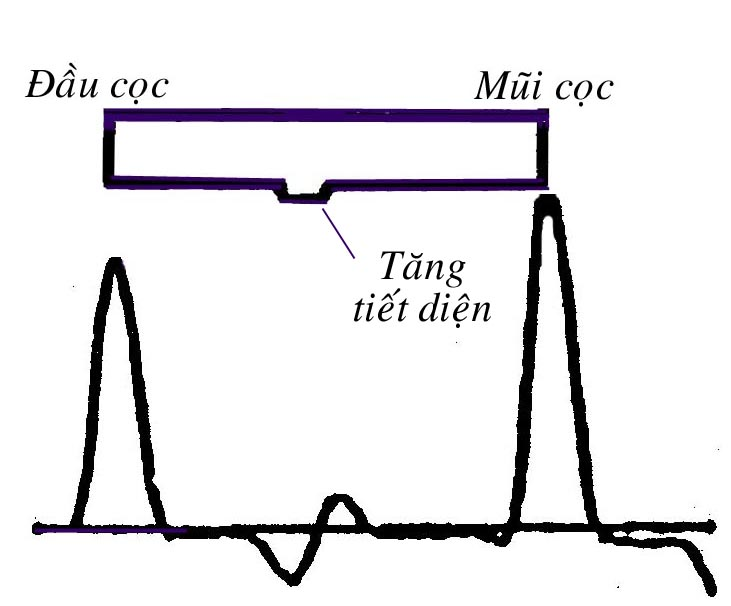 Đầu cọc
Mũi cọc
Tăng
tiết diện